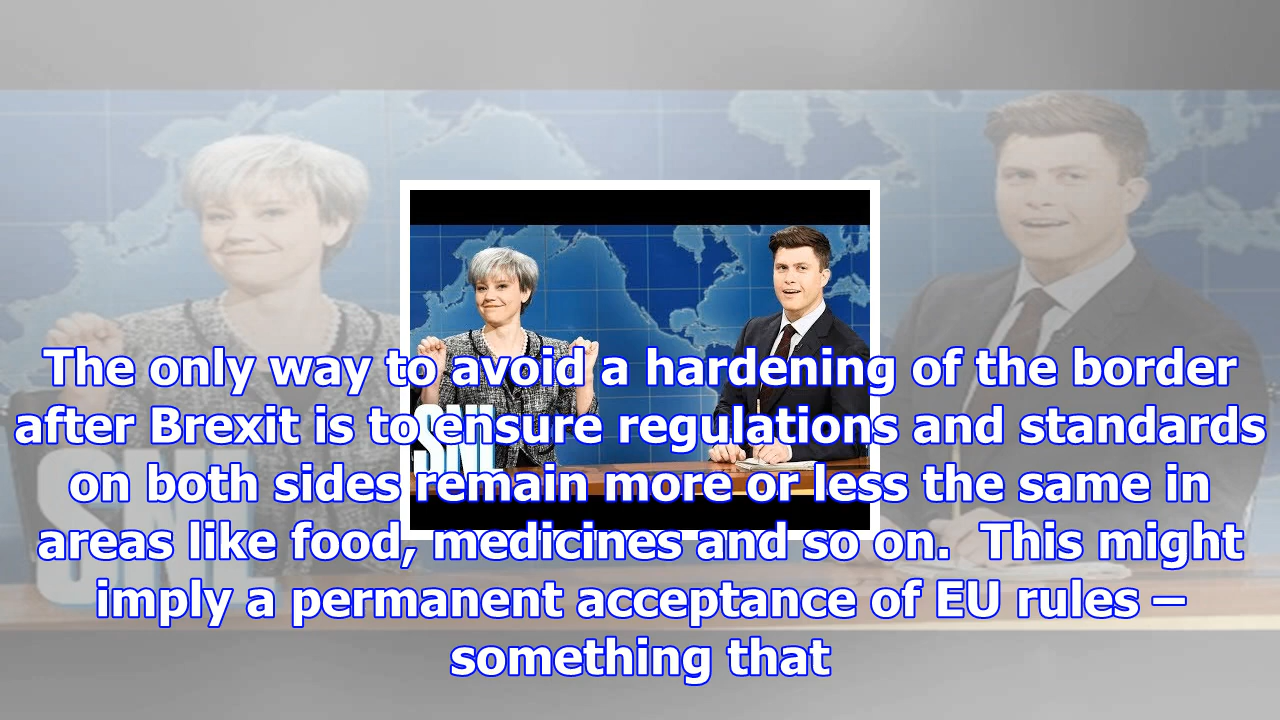 The only way to avoid a hardening of the border
after Brexit is to ensure regulations and standards
on both sides remain more or less the same in
areas like food, medicines and so on.  This might
imply a permanent acceptance of EU rules –
something that
SNL
SNL